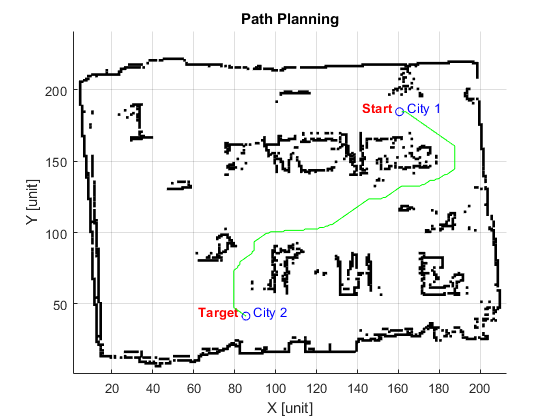 Path Planning
Y [unit]
200
150
100
50
Start City 1
Target City 2
20 40 60 80 100 120 140 160 180 200
X [unit]